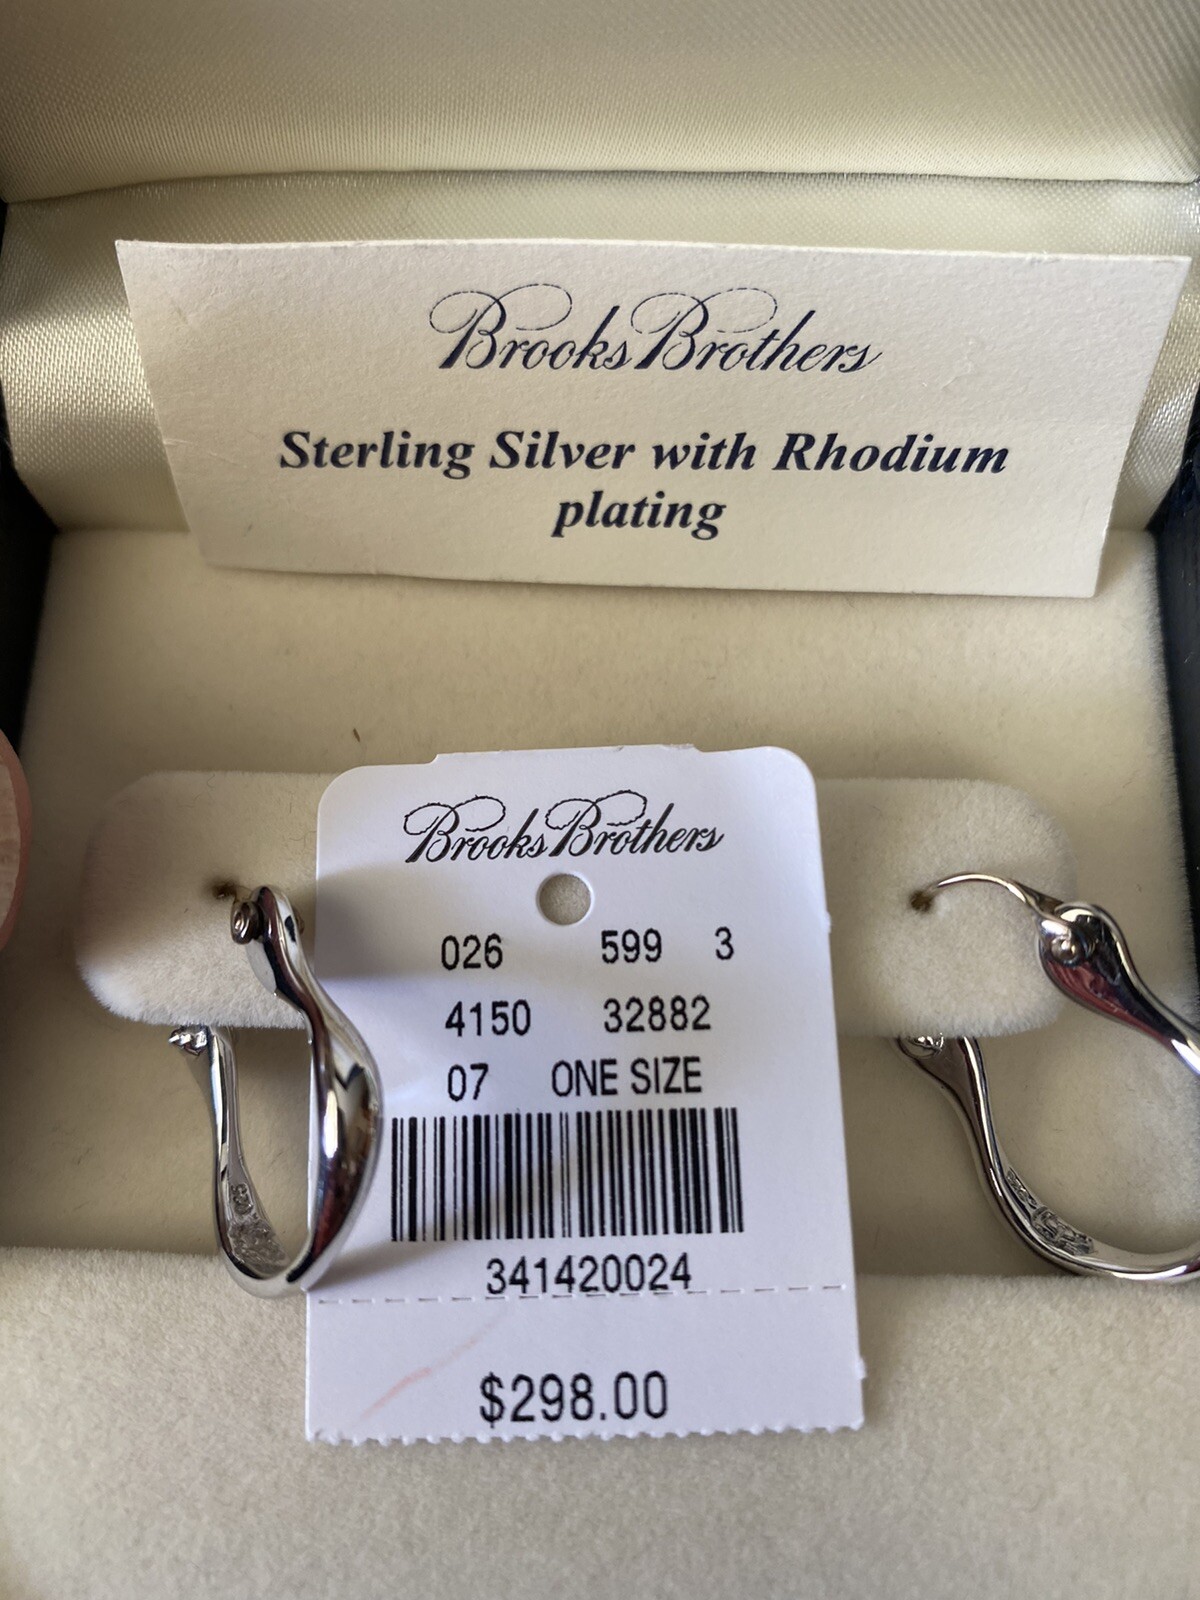 Brooks Brothers
Sterling Silver with Rhodium
plating
Brooks Brothers
026 599 3
4150 32882
07 ONE SIZE
341420024
$298.00
925